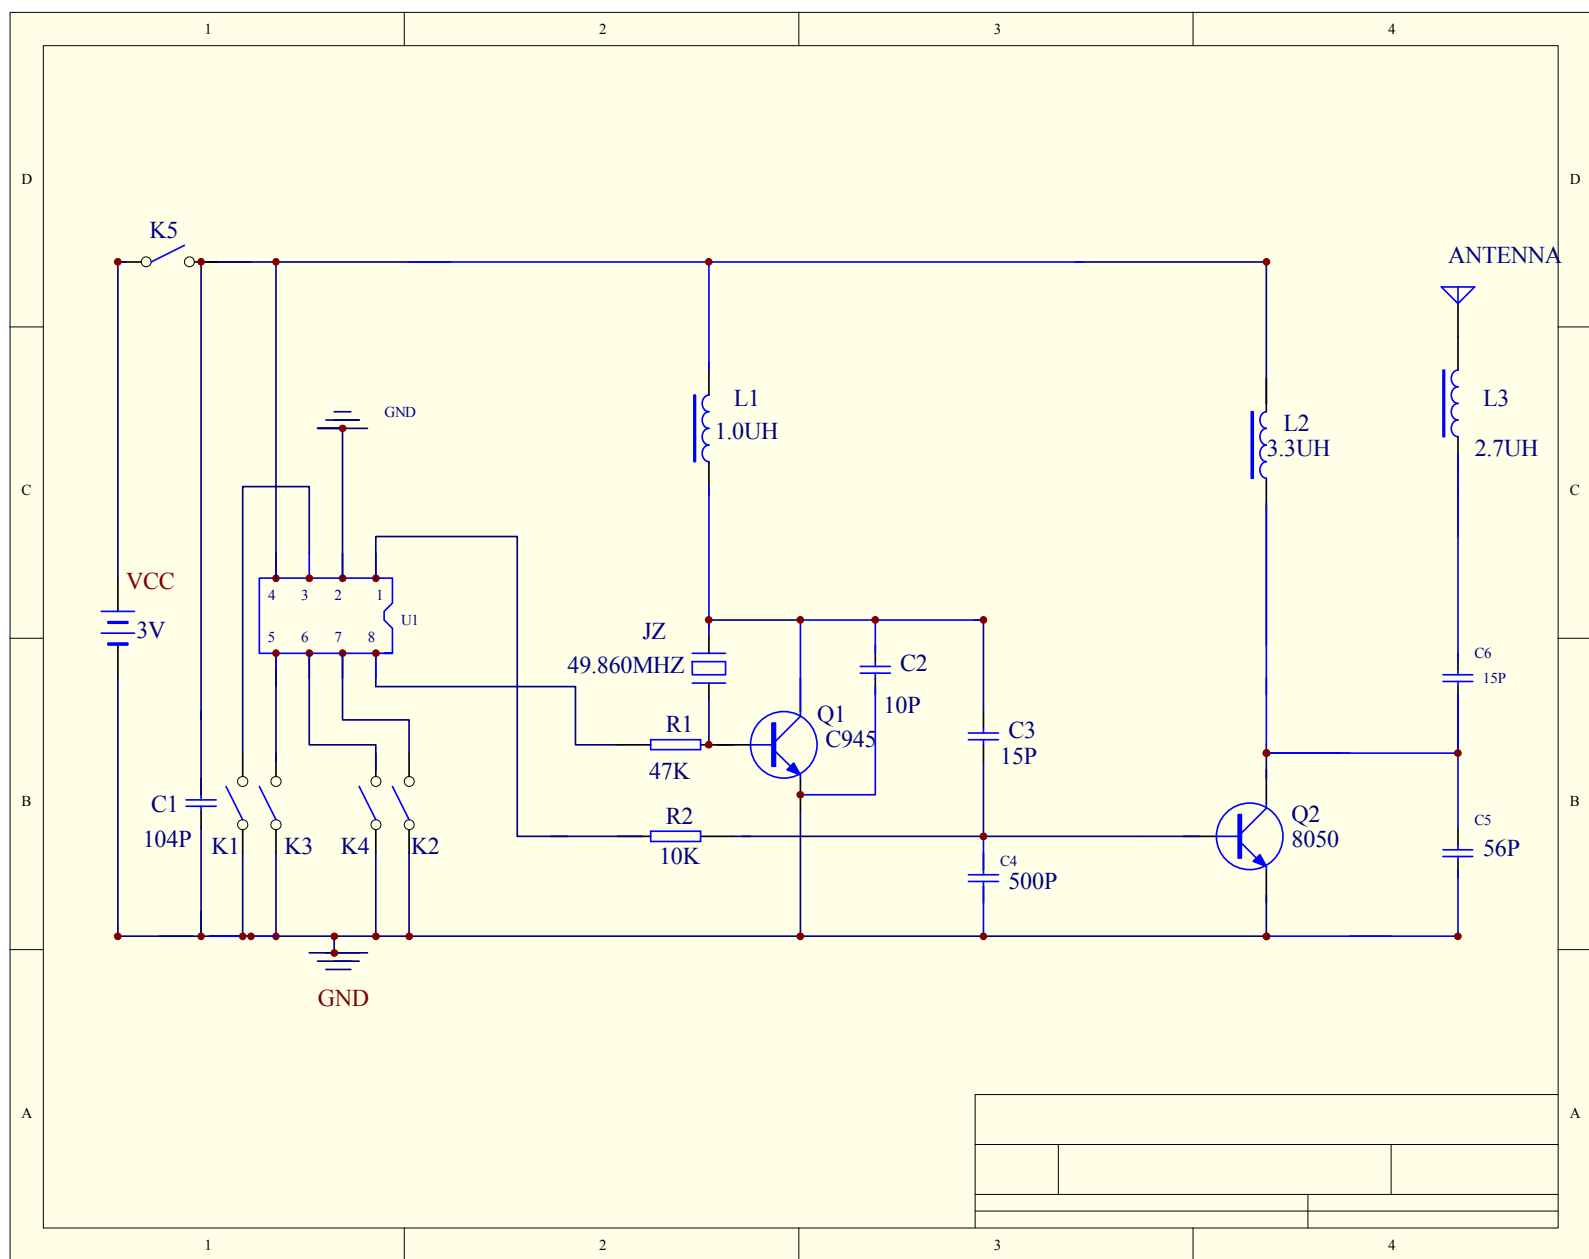 1 2 3 4
D D
K5
ANTENNA
L1
1.0UH
L3
2.7UH
GND
L2
3.3UH
C C
VCC
3V
4 3 2 1
U1
5 6 7 8
JZ
49.860MHZ
C2
10P
C6
15P
R1
47K
Q1
C945
C3
15P
B B
C1
104P
K1 K3 K4 K2
R2
10K
C4
500P
Q2
8050
C5
56P
GND
A A
1 2 3 4